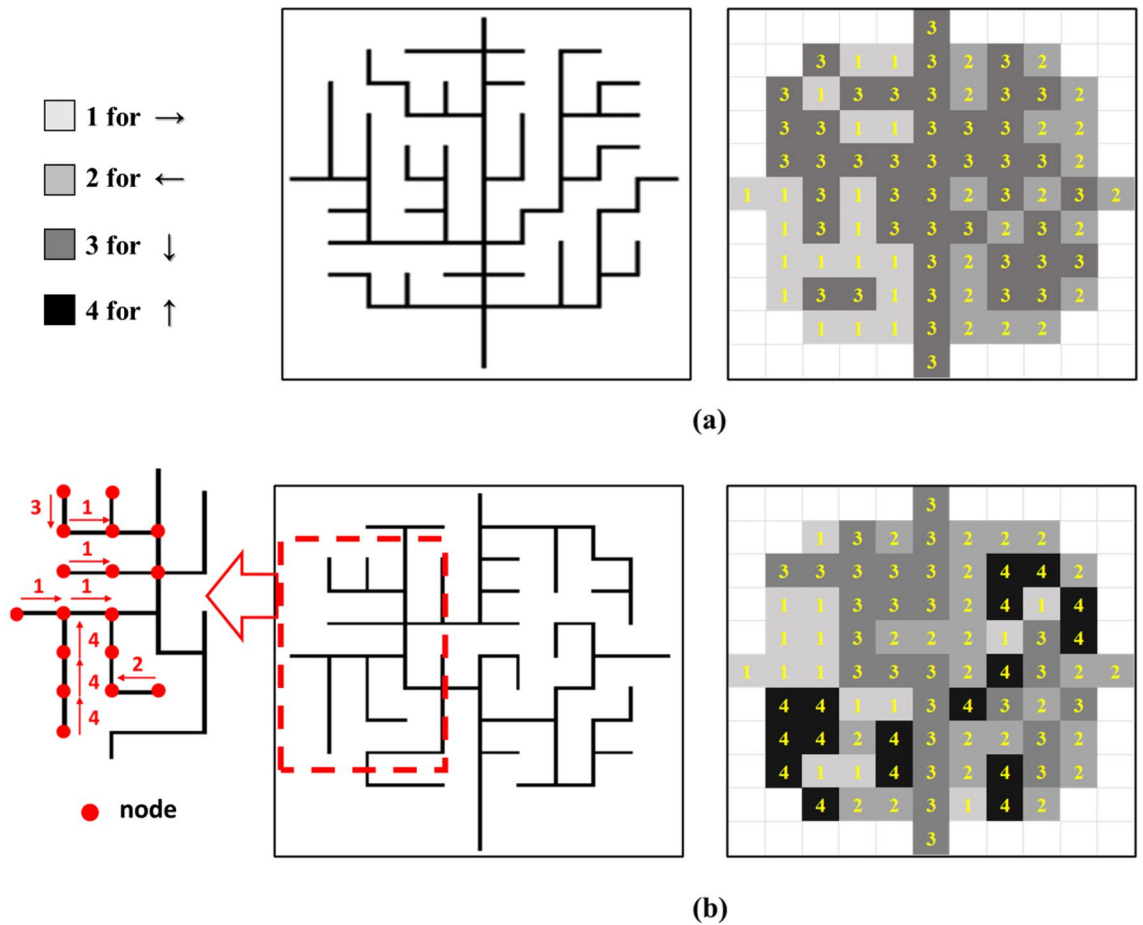 1 for →
2 for ←
3 for ↓
4 for ↑
3
3 1 1 3 2 3 2
3 1 3 3 3 2 3 3 2
3 3 1 1 3 3 3 2 2
3 3 3 3 3 3 3 3 2
1 1 3 1 3 3 2 3 2 3 2
1 3 1 3 3 3 2 3 2
1 1 1 1 3 2 3 3 3
1 3 3 1 3 2 3 3 2
1 1 1 3 2 2 2
3
(a)
3 1
1
1 1
4
4 2
4
node
3
1 3 2 3 2 2 2
3 3 3 3 3 2 4 4 2
1 1 3 3 3 2 4 1 4
1 1 3 2 2 2 1 3 4
1 1 1 3 3 3 2 4 3 2 2
4 4 1 1 3 4 3 2 3
4 4 2 4 3 2 2 3 2
4 1 1 4 3 2 4 3 2
4 2 2 3 1 4 2
3
(b)